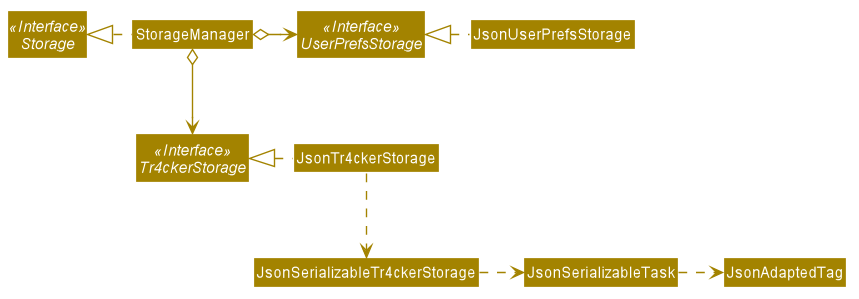 «Interface»
Storage
StorageManager
«Interface»
UserPrefsStorage
JsonUserPrefsStorage
«Interface»
Tr4ckerStorage
JsonTr4ckerStorage
JsonSerializableTr4ckerStorage
JsonSerializableTask
JsonAdaptedTag